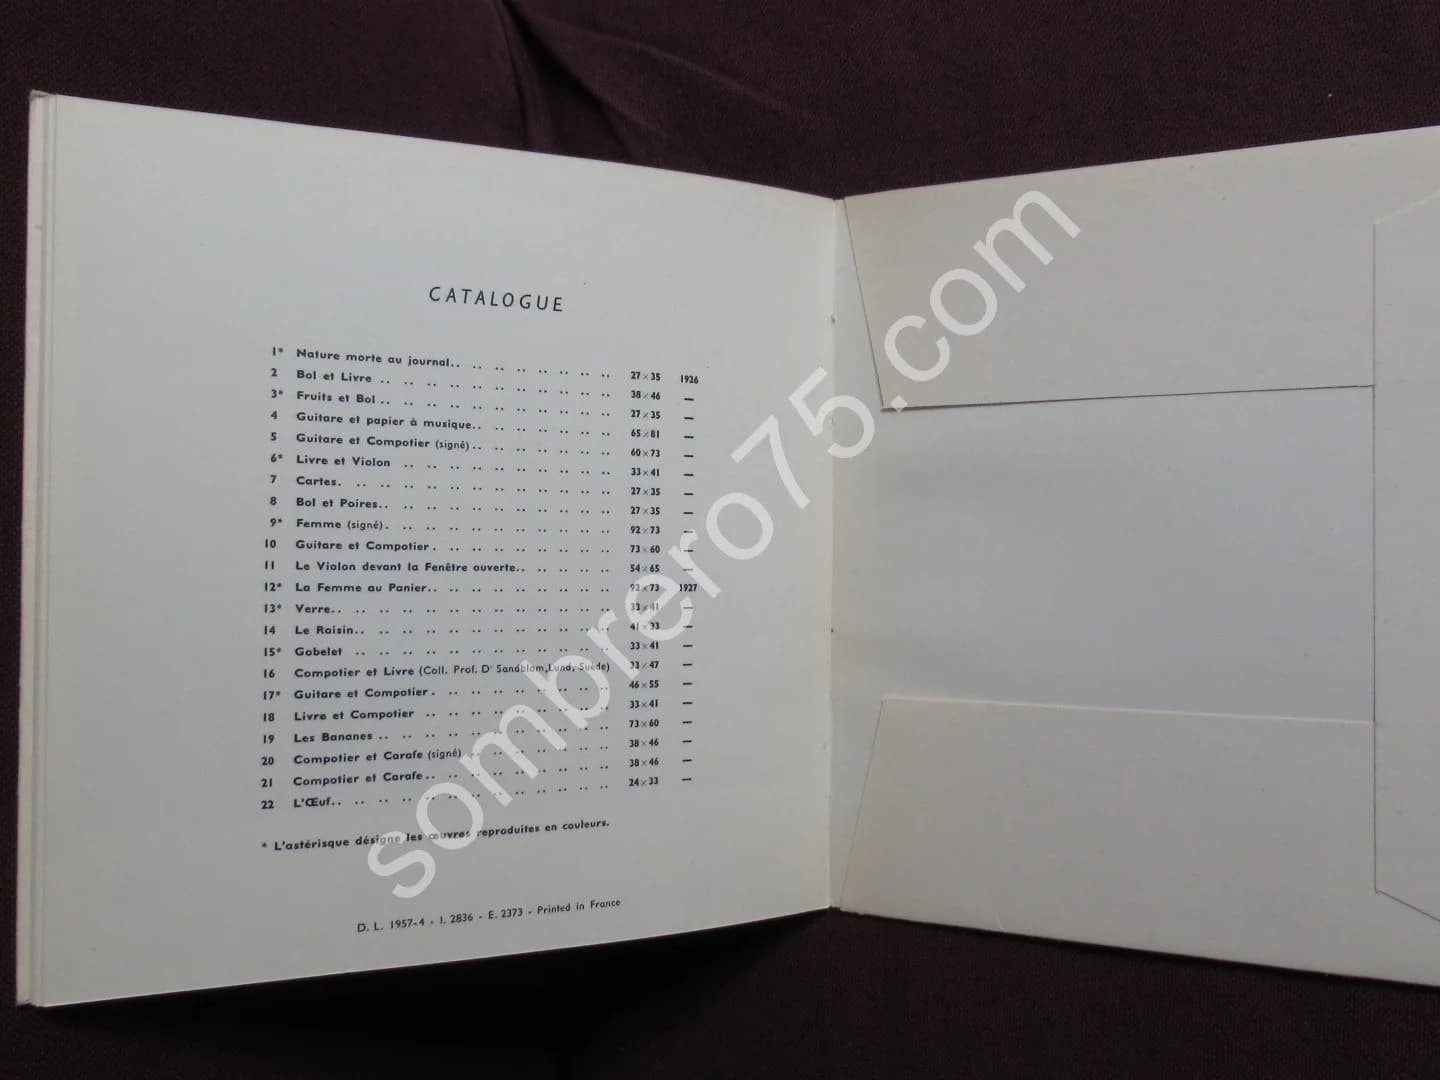 CATALOGUE
1* Nature morte au journal.. .. .. .. .. .. .. .. 27 × 35 1926
2 Bol et Livre .. .. .. .. .. .. .. .. .. .. .. 38 × 46 —
3* Fruits et Bol .. .. .. .. .. .. .. .. .. .. .. 27 × 35 —
4 Guitare et papier à musique.. .. .. .. .. .. .. 65 × 81 —
5 Guitare et Compotier (signé) .. .. .. .. .. .. .. 60 × 73 —
6* Livre et Violon .. .. .. .. .. .. .. .. .. .. 33 × 41 —
7 Cartes. .. .. .. .. .. .. .. .. .. .. .. .. 27 × 35 —
8 Bol et Poires.. .. .. .. .. .. .. .. .. .. .. 27 × 35 —
9* Femme (signé). .. .. .. .. .. .. .. .. .. .. 92 × 73 —
10 Guitare et Compotier . .. .. .. .. .. .. .. .. 73 × 60 —
11 Le Violon devant la Fenêtre ouverte.. .. .. .. .. 54 × 65 —
12* La Femme au Panier.. .. .. .. .. .. .. .. .. 92 × 73 1927
13* Verre.. .. .. .. .. .. .. .. .. .. .. .. .. 33 × 41 —
14 Le Raisin.. .. .. .. .. .. .. .. .. .. .. .. 41 × 33 —
15* Gobelet .. .. .. .. .. .. .. .. .. .. .. .. 33 × 41 —
16 Compotier et Livre (Coll. Prof. Dr Sandblom, Lund, Suède) 33 × 47 —
17* Guitare et Compotier . .. .. .. .. .. .. .. .. 46 × 55 —
18 Livre et Compotier .. .. .. .. .. .. .. .. .. 33 × 41 —
19 Les Bananes .. .. .. .. .. .. .. .. .. .. .. 73 × 60 —
20 Compotier et Carafe (signé) .. .. .. .. .. .. .. 38 × 46 —
21 Compotier et Carafe.. .. .. .. .. .. .. .. .. 38 × 46 —
22 L'Œuf.. .. .. .. .. .. .. .. .. .. .. .. .. 24 × 33 —
* L'astérisque désigne les œuvres reproduites en couleurs.
D. L. 1957-4 - I. 2836 - E. 2373 - Printed in France
sombrero75.com